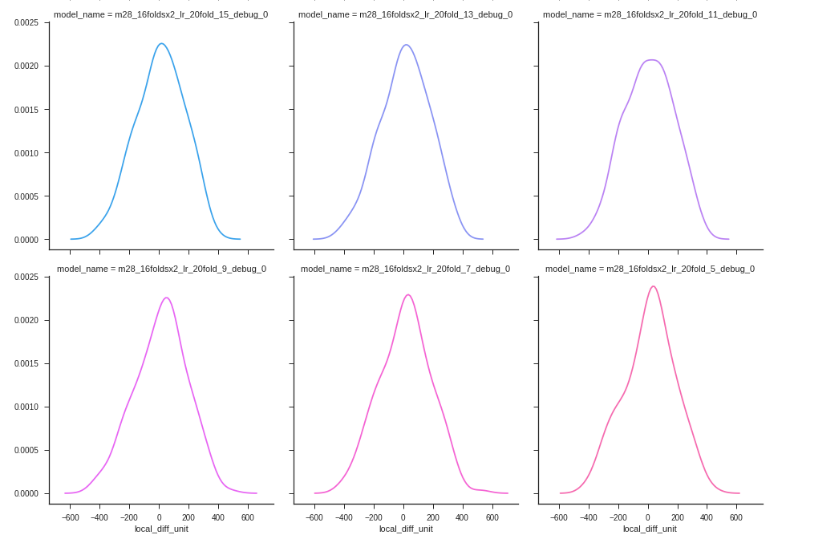 model_name = m28_16foldsx2_lr_20fold_15_debug_0
model_name = m28_16foldsx2_lr_20fold_13_debug_0
model_name = m28_16foldsx2_lr_20fold_11_debug_0
0.0025
0.0020
0.0015
0.0010
0.0005
0.0000
model_name = m28_16foldsx2_lr_20fold_9_debug_0
model_name = m28_16foldsx2_lr_20fold_7_debug_0
model_name = m28_16foldsx2_lr_20fold_5_debug_0
0.0025
0.0020
0.0015
0.0010
0.0005
0.0000
−600 −400 −200 0 200 400 600
−600 −400 −200 0 200 400 600
−600 −400 −200 0 200 400 600
local_diff_unit
local_diff_unit
local_diff_unit